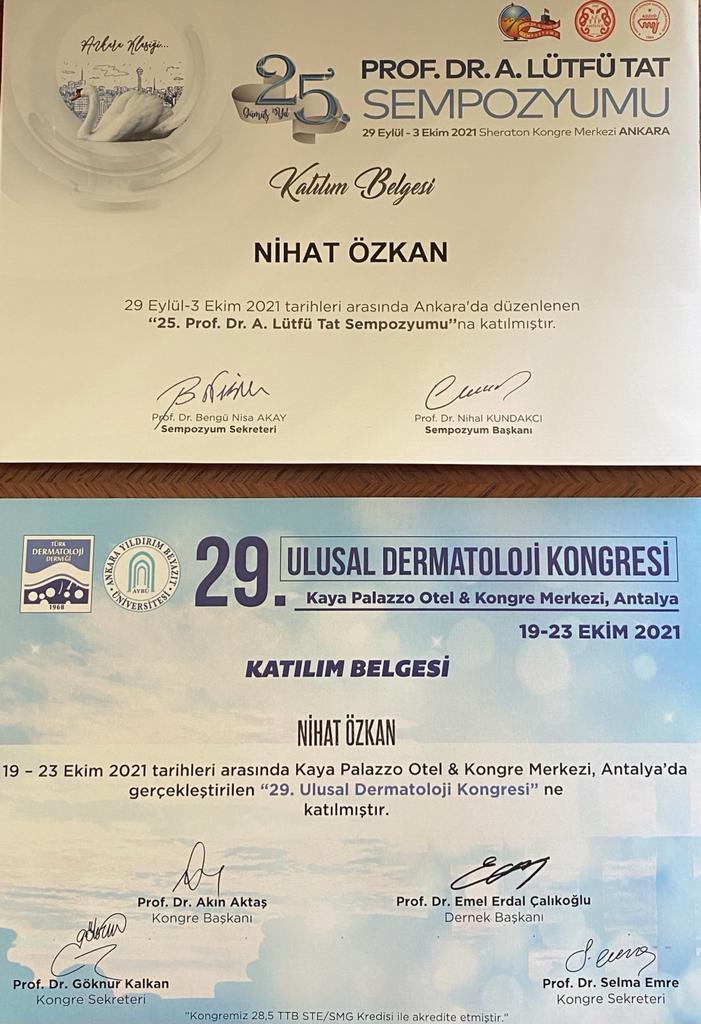 Ankara Klasiği...
25.
Gümüş Yıl
PROF. DR. A. LÜTFÜ TAT
SEMPOZYUMU
29 Eylül - 3 Ekim 2021 Sheraton Kongre Merkezi ANKARA
Katılım Belgesi
NİHAT ÖZKAN
29 Eylül-3 Ekim 2021 tarihleri arasında Ankara'da düzenlenen
“25. Prof. Dr. A. Lütfü Tat Sempozyumu”na katılmıştır.
Prof. Dr. Bengü Nisa AKAY
Sempozyum Sekreteri
Prof. Dr. Nihal KUNDAKCI
Sempozyum Başkanı
TÜRK
DERMATOLOJİ
DERNEĞİ
1968
ANKARA YILDIRIM BEYAZIT ÜNİVERSİTESİ
AYBÜ
29. ULUSAL DERMATOLOJİ KONGRESİ
Kaya Palazzo Otel & Kongre Merkezi, Antalya
19-23 EKİM 2021
KATILIM BELGESİ
NİHAT ÖZKAN
19 – 23 Ekim 2021 tarihleri arasında Kaya Palazzo Otel & Kongre Merkezi, Antalya’da
gerçekleştirilen “29. Ulusal Dermatoloji Kongresi” ne
katılmıştır.
Prof. Dr. Akın Aktaş
Kongre Başkanı
Prof. Dr. Emel Erdal Çalıkoğlu
Dernek Başkanı
Prof. Dr. Göknur Kalkan
Kongre Sekreteri
Prof. Dr. Selma Emre
Kongre Sekreteri
"Kongremiz 28,5 TTB STE/SMG Kredisi ile akredite etmiştir."